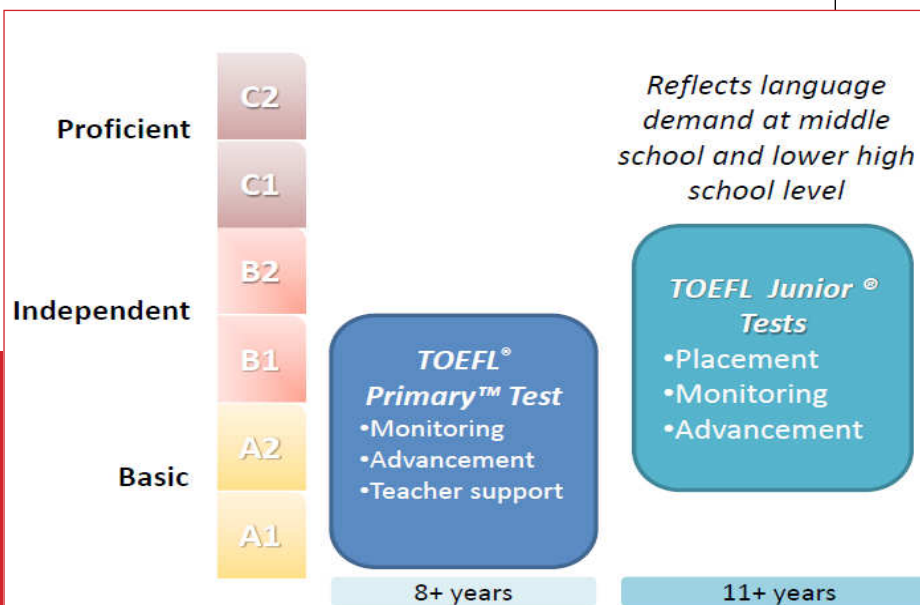 Proficient
C2
C1
Independent
B2
B1
Basic
A2
A1
TOEFL®
Primary™ Test
•Monitoring
•Advancement
•Teacher support
8+ years
Reflects language
demand at middle
school and lower high
school level
TOEFL Junior ®
Tests
•Placement
•Monitoring
•Advancement
11+ years